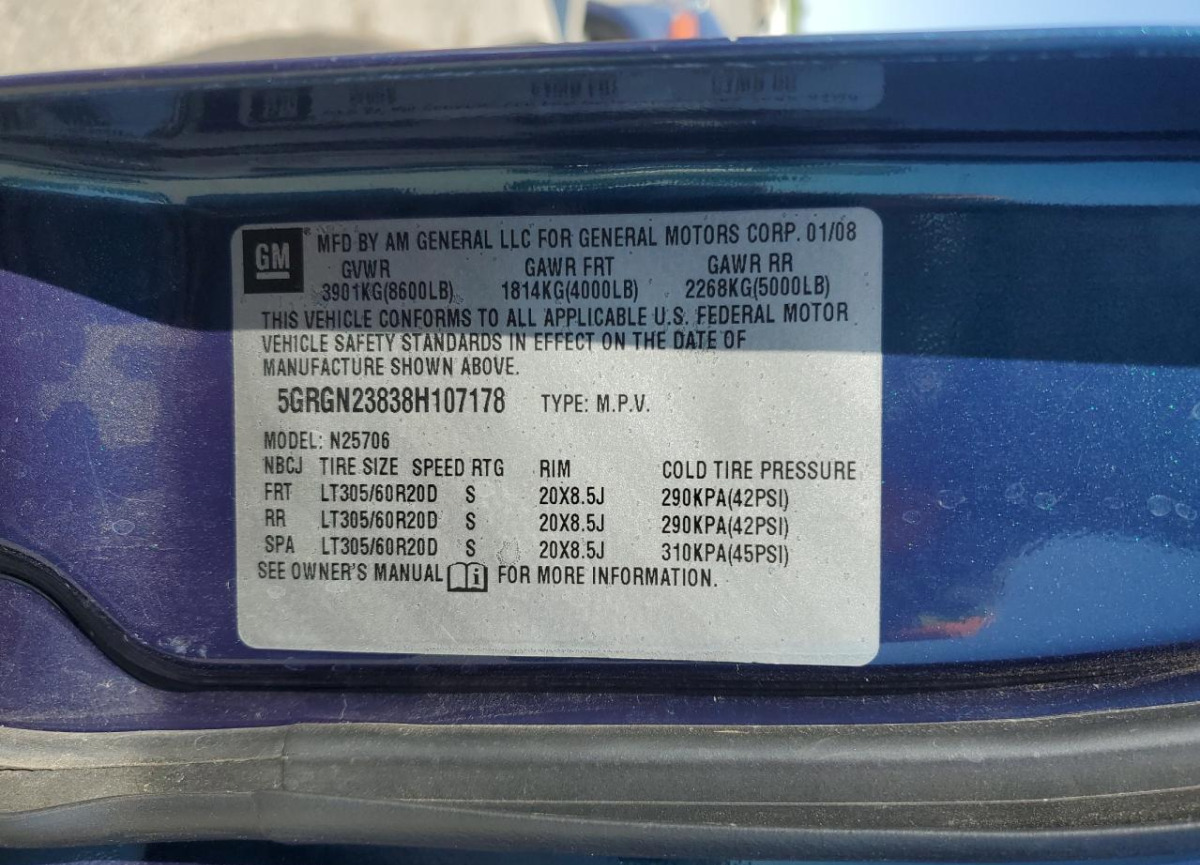 GM
MFD BY AM GENERAL LLC FOR GENERAL MOTORS CORP. 01/08
GVWR GAWR FRT GAWR RR
3901KG(8600LB) 1814KG(4000LB) 2268KG(5000LB)
THIS VEHICLE CONFORMS TO ALL APPLICABLE U.S. FEDERAL MOTOR
VEHICLE SAFETY STANDARDS IN EFFECT ON THE DATE OF
MANUFACTURE SHOWN ABOVE.
5GRGN23838H107178 TYPE: M.P.V.
MODEL: N25706
NBCJ TIRE SIZE SPEED RTG RIM COLD TIRE PRESSURE
FRT LT305/60R20D S 20X8.5J 290KPA(42PSI)
RR LT305/60R20D S 20X8.5J 290KPA(42PSI)
SPA LT305/60R20D S 20X8.5J 310KPA(45PSI)
SEE OWNER'S MANUAL FOR MORE INFORMATION.